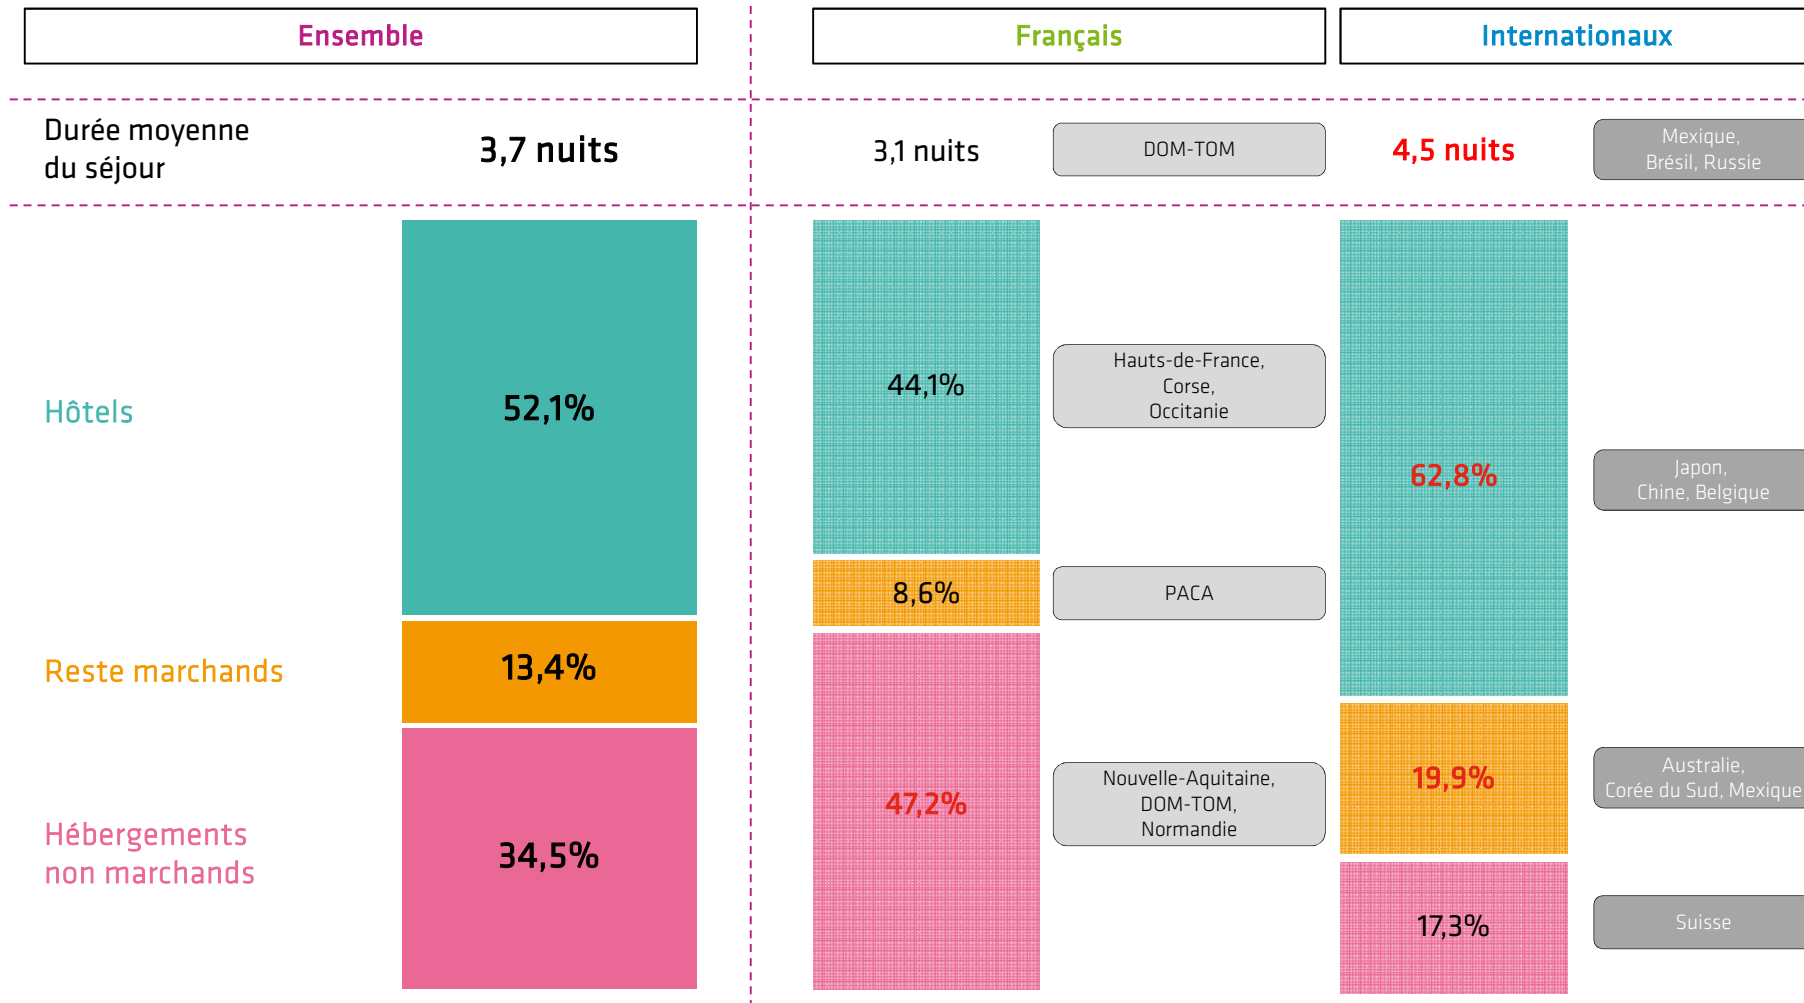 Ensemble
Français
Internationaux
Durée moyenne
du séjour
3,7 nuits
3,1 nuits
DOM-TOM
4,5 nuits
Mexique,
Brésil, Russie
Hôtels
52,1%
44,1%
Hauts-de-France,
Corse,
Occitanie
62,8%
Japon,
Chine, Belgique
Reste marchands
13,4%
8,6%
PACA
19,9%
Australie,
Corée du Sud, Mexique
Hébergements
non marchands
34,5%
47,2%
Nouvelle-Aquitaine,
DOM-TOM,
Normandie
17,3%
Suisse